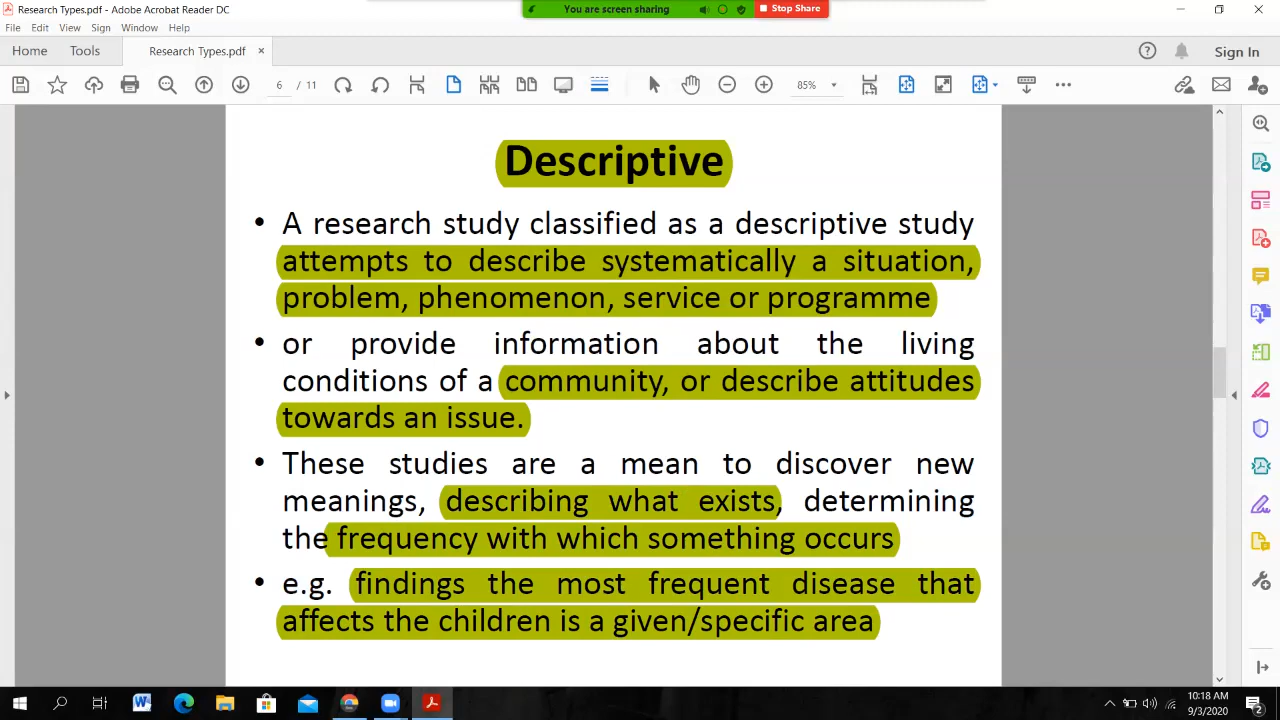 Research Types.pdf - Adobe Acrobat Reader DC
You are screen sharing
Stop Share
File Edit View Sign Window Help
Home Tools Research Types.pdf × Sign In
6 / 11 85%
Descriptive
• A research study classified as a descriptive study
attempts to describe systematically a situation,
problem, phenomenon, service or programme
• or provide information about the living
conditions of a community, or describe attitudes
towards an issue.
• These studies are a mean to discover new
meanings, describing what exists, determining
the frequency with which something occurs
• e.g. findings the most frequent disease that
affects the children is a given/specific area
10:18 AM
9/3/2020
2